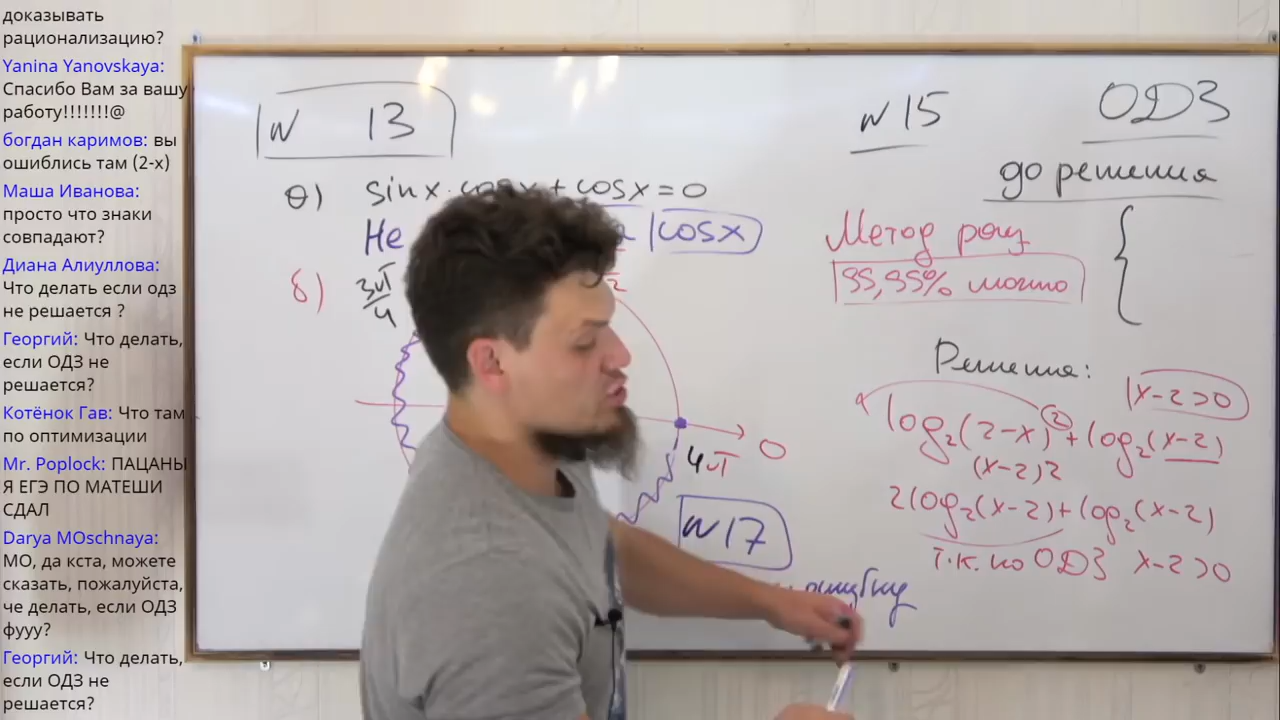 доказывать
рационализацию?
Yanina Yanovskaya:
Спасибо Вам за вашу
работу!!!!!!!@
богдан каримов: вы
ошиблись там (2-x)
Маша Иванова:
просто что знаки
совпадают?
Диана Алиуллова:
Что делать если одз
не решается ?
Георгий: Что делать,
если ОДЗ не
решается?
Котёнок Гав: Что там
по оптимизации
Mr. Poplock: ПАЦАНЫ
Я ЕГЭ ПО МАТЕШИ
СДАЛ
Darya MOschnaya:
МО, да кста, можете
сказать, пожалуйста,
че делать, если ОДЗ
фууу?
Георгий: Что делать,
если ОДЗ не
решается?
N 13
a) sin x · cos x + cos x = 0
Не cos x
б) 3π/4
0
4π
N17
ошибку
N 15 ОДЗ
до решения
Метод рац
99,99% можно
{
Решение:
x-2>0
log₂(2-x)² + log₂(x-2)
(x-2)2
2log₂(x-2)+log₂(x-2)
т.к. по ОДЗ x-2>0